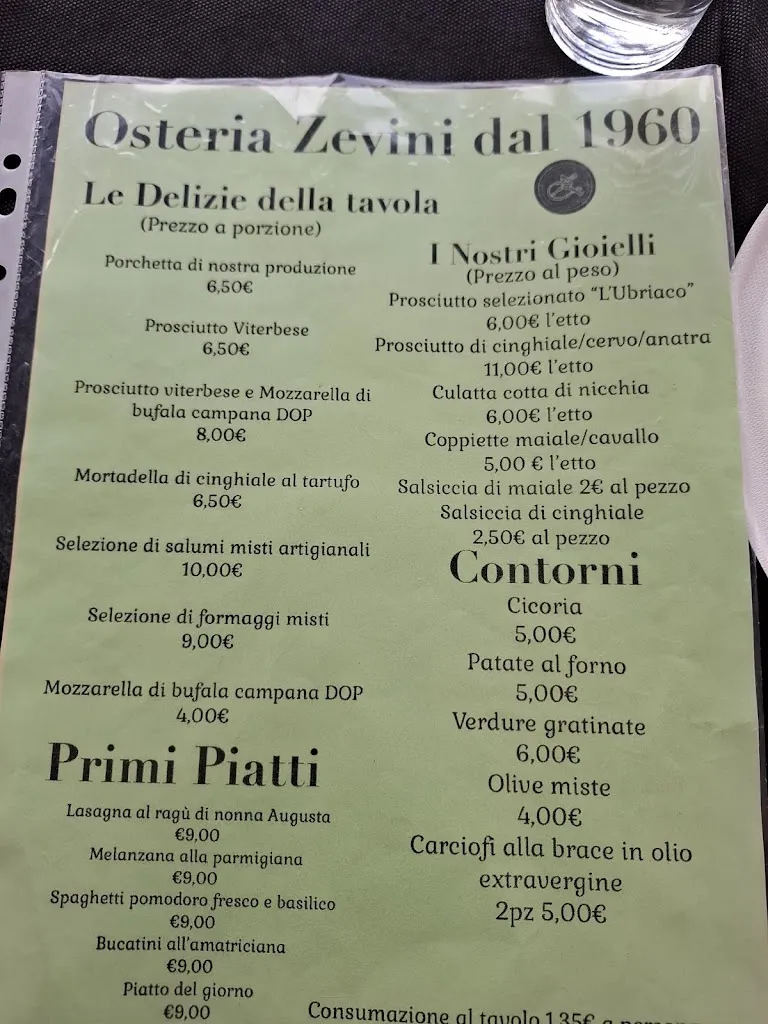 Osteria Zevini dal 1960
Le Delizie della tavola
(Prezzo a porzione)
Porchetta di nostra produzione
6,50€
Prosciutto Viterbese
6,50€
Prosciutto viterbese e Mozzarella di
bufala campana DOP
8,00€
Mortadella di cinghiale al tartufo
6,50€
Selezione di salumi misti artigianali
10,00€
Selezione di formaggi misti
9,00€
Mozzarella di bufala campana DOP
4,00€
Primi Piatti
Lasagna al ragù di nonna Augusta
€9,00
Melanzana alla parmigiana
€9,00
Spaghetti pomodoro fresco e basilico
€9,00
Bucatini all'amatriciana
€9,00
Piatto del giorno
€9,00
I Nostri Gioielli
(Prezzo al peso)
Prosciutto selezionato “L'Ubriaco”
6,00€ l'etto
Prosciutto di cinghiale/cervo/anatra
11,00€ l'etto
Culatta cotta di nicchia
6,00€ l'etto
Coppiette maiale/cavallo
5,00 € l'etto
Salsiccia di maiale 2€ al pezzo
Salsiccia di cinghiale
2,50€ al pezzo
Contorni
Cicoria
5,00€
Patate al forno
5,00€
Verdure gratinate
6,00€
Olive miste
4,00€
Carciofi alla brace in olio
extravergine
2pz 5,00€
Consumazione al tavolo 1,35€ a